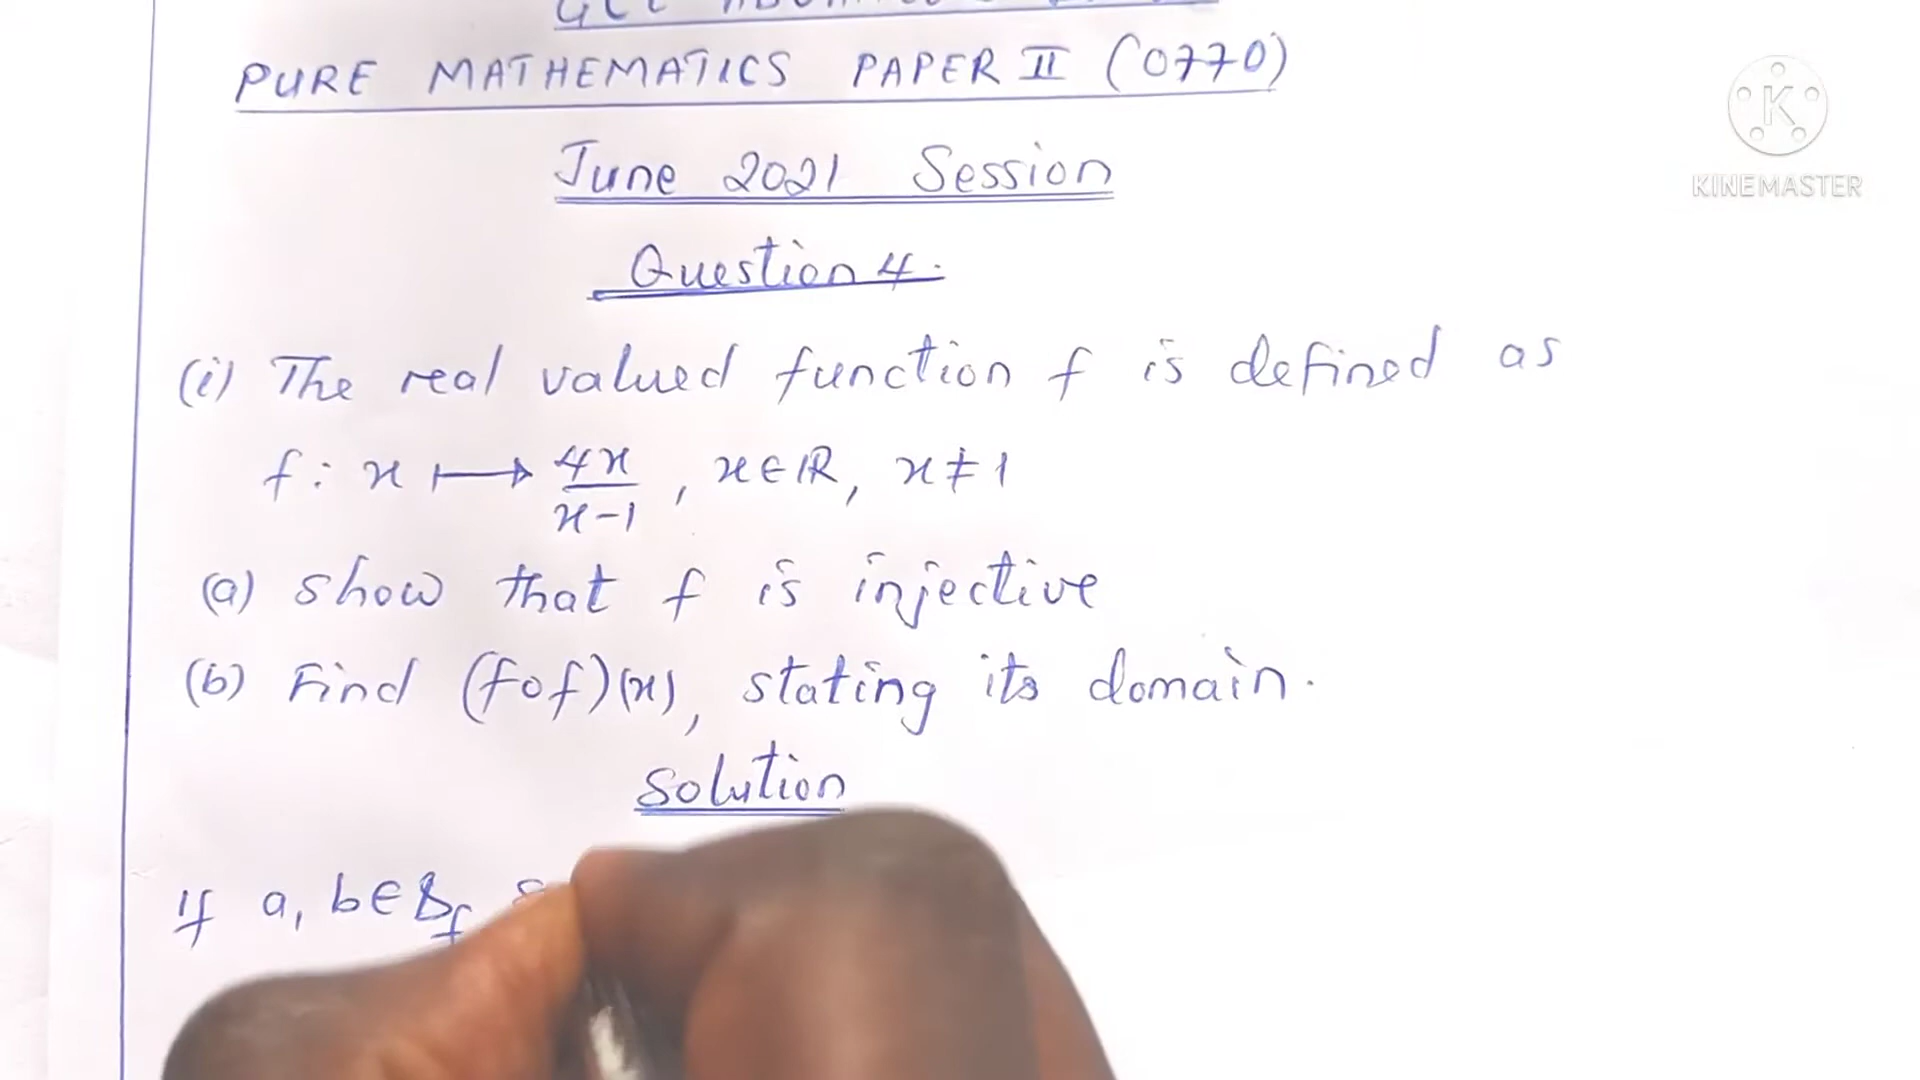 PURE MATHEMATICS PAPER II (0770)
June 2021 Session
Question 4.
K
KINEMASTER
(i) The real valued function f is defined as
f : x ↦ 4x/(x-1), x∈ℝ, x≠1
(a) show that f is injective
(b) Find (fof)(x), stating its domain.
Solution
If a, b∈D_f